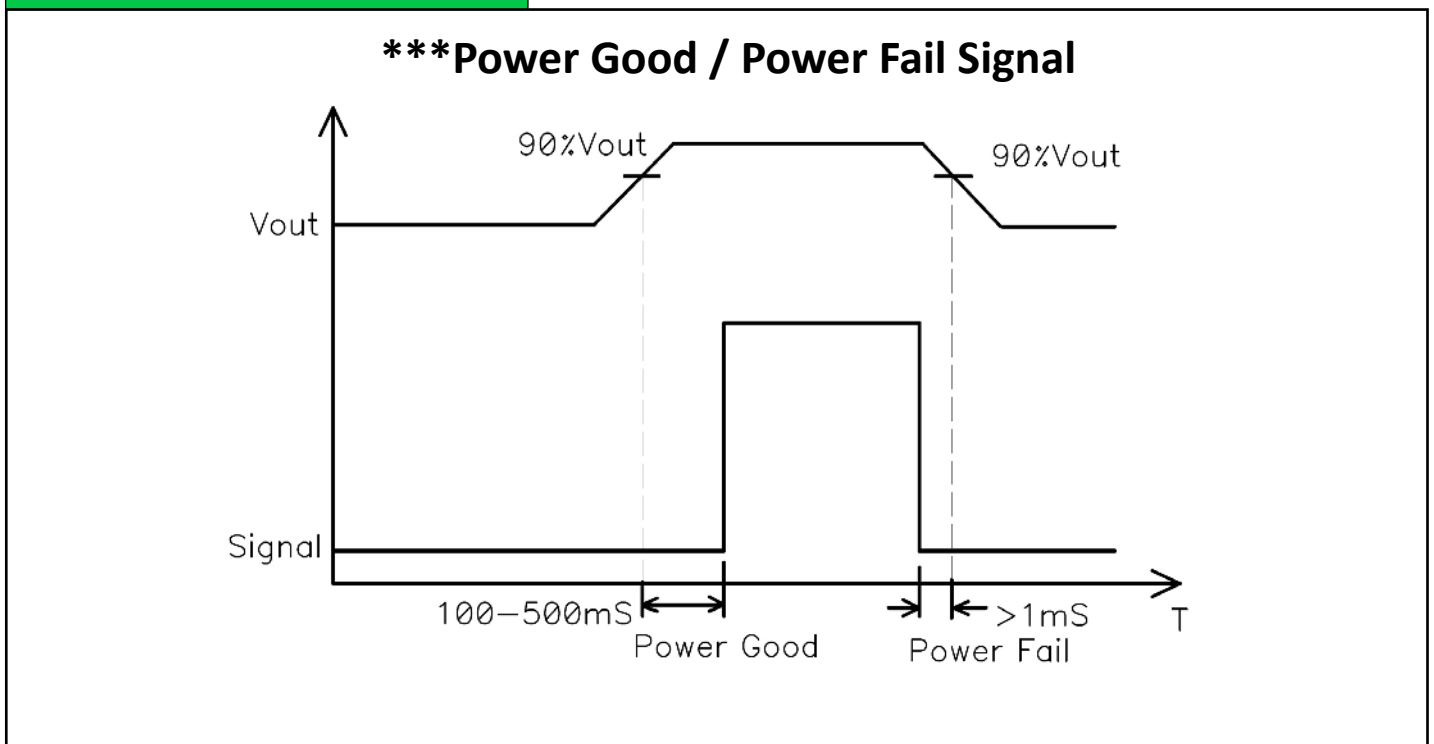 ***Power Good / Power Fail Signal
90%Vout
90%Vout
Vout
Signal
100-500mS
>1mS
T
Power Good
Power Fail